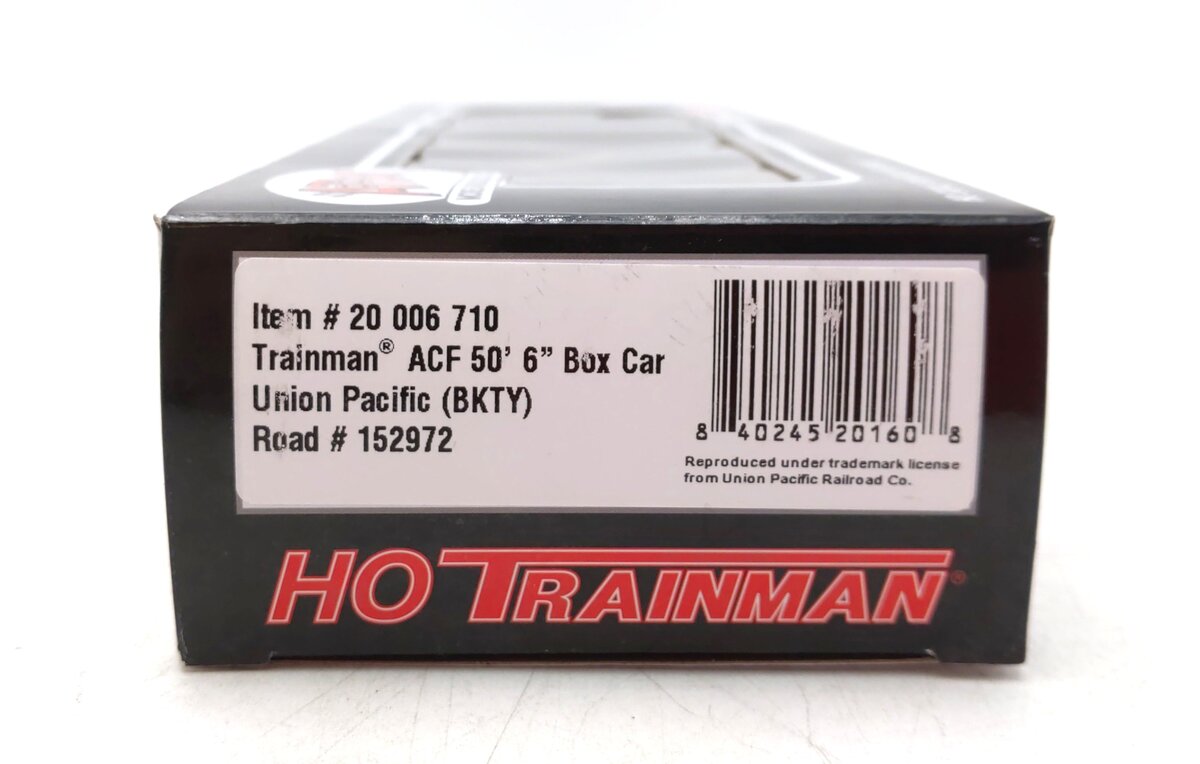 Item # 20 006 710
Trainman® ACF 50' 6” Box Car
Union Pacific (BKTY)
Road # 152972
8 40245 20160 8
Reproduced under trademark license
from Union Pacific Railroad Co.
HO TRAINMAN®